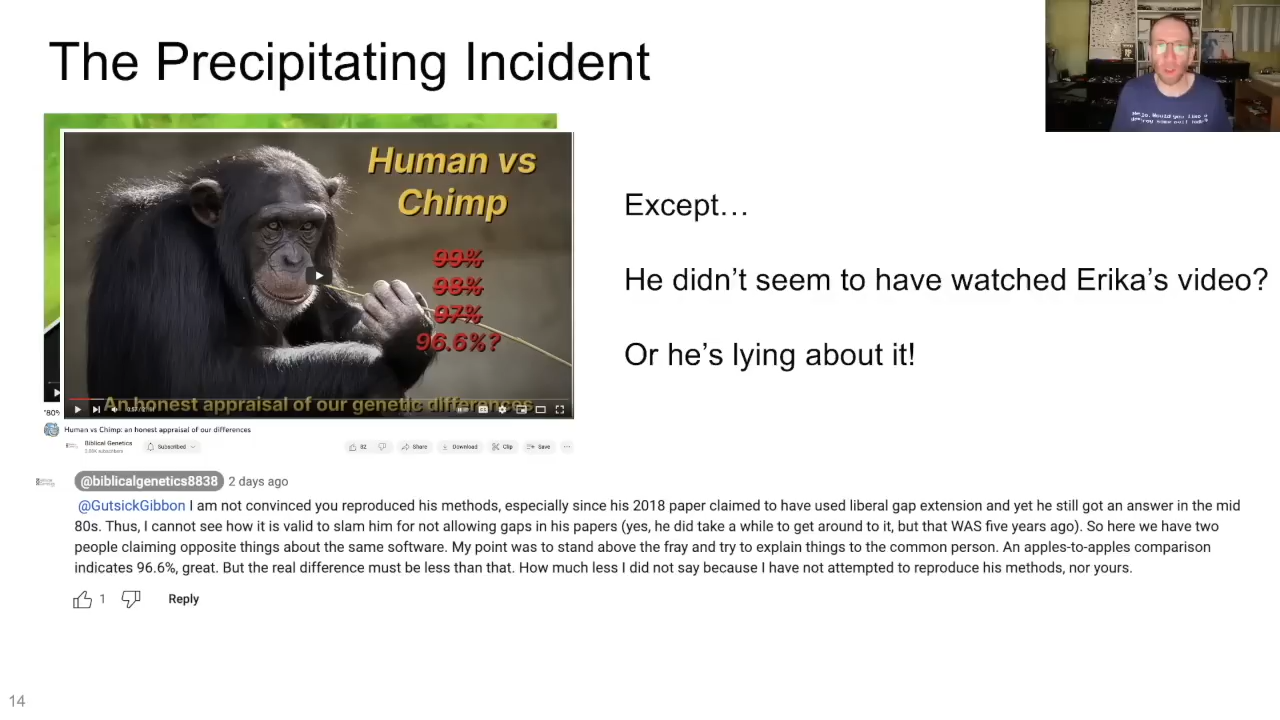 The Precipitating Incident
Human vs
Chimp
99%
98%
97%
96.6%?
An honest appraisal of our genetic differences
"80%
Human vs Chimp: an honest appraisal of our differences
Biblical Genetics
Subscribed
82
Share
Download
Clip
Save
Except…
He didn’t seem to have watched Erika’s video?
Or he’s lying about it!
@biblicalgenetics8838 2 days ago
@GutsickGibbon I am not convinced you reproduced his methods, especially since his 2018 paper claimed to have used liberal gap extension and yet he still got an answer in the mid
80s. Thus, I cannot see how it is valid to slam him for not allowing gaps in his papers (yes, he did take a while to get around to it, but that WAS five years ago). So here we have two
people claiming opposite things about the same software. My point was to stand above the fray and try to explain things to the common person. An apples-to-apples comparison
indicates 96.6%, great. But the real difference must be less than that. How much less I did not say because I have not attempted to reproduce his methods, nor yours.
1
Reply
14